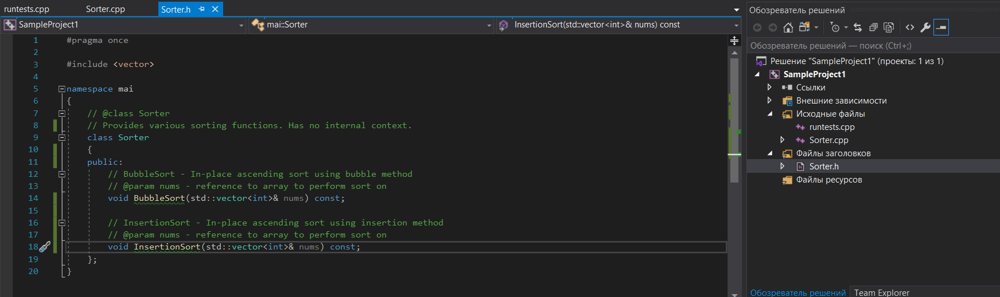 runtests.cpp Sorter.cpp Sorter.h
SampleProject1 mai::Sorter InsertionSort(std::vector<int>& nums) const
1 #pragma once
2
3 #include <vector>
4
5 namespace mai
6 {
7 // @class Sorter
8 // Provides various sorting functions. Has no internal context.
9 class Sorter
10 {
11 public:
12 // BubbleSort - In-place ascending sort using bubble method
13 // @param nums - reference to array to perform sort on
14 void BubbleSort(std::vector<int>& nums) const;
15
16 // InsertionSort - In-place ascending sort using insertion method
17 // @param nums - reference to array to perform sort on
18 void InsertionSort(std::vector<int>& nums) const;
19 };
20 }
Обозреватель решений
Обозреватель решений — поиск (Ctrl+;)
Решение "SampleProject1" (проекты: 1 из 1)
SampleProject1
Ссылки
Внешние зависимости
Исходные файлы
runtests.cpp
Sorter.cpp
Файлы заголовков
Sorter.h
Файлы ресурсов
Обозреватель решений Team Explorer